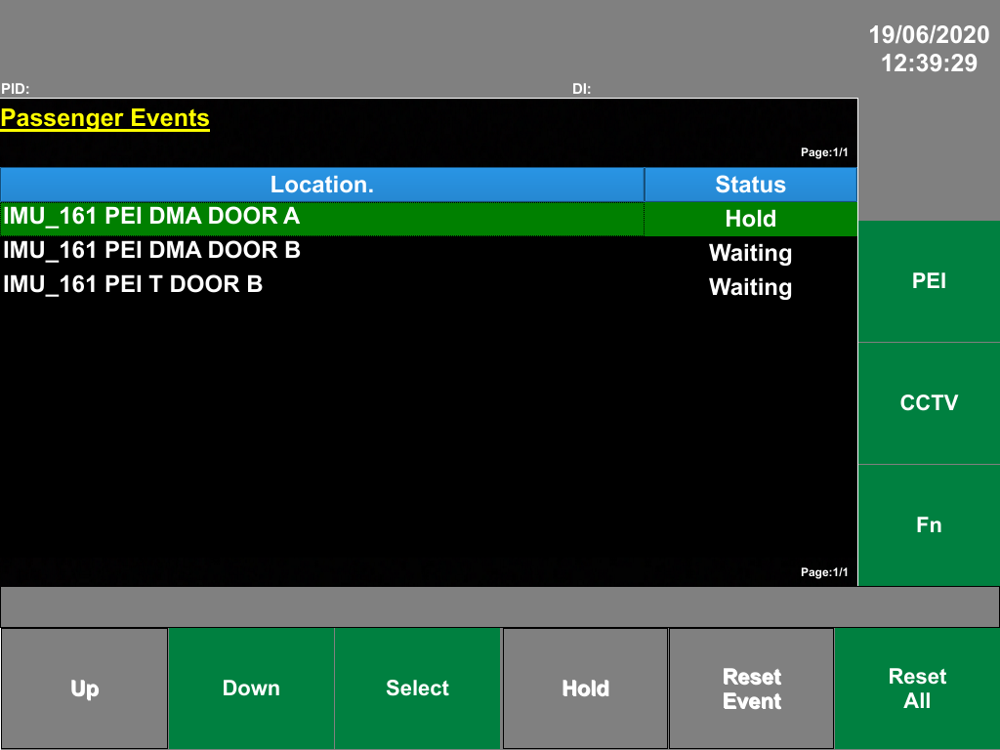 19/06/2020
12:39:29
PID: DI:
Passenger Events
Page:1/1
Location. Status
IMU_161 PEI DMA DOOR A Hold
IMU_161 PEI DMA DOOR B Waiting
IMU_161 PEI T DOOR B Waiting
PEI
CCTV
Fn
Page:1/1
Up Down Select Hold Reset Event Reset All